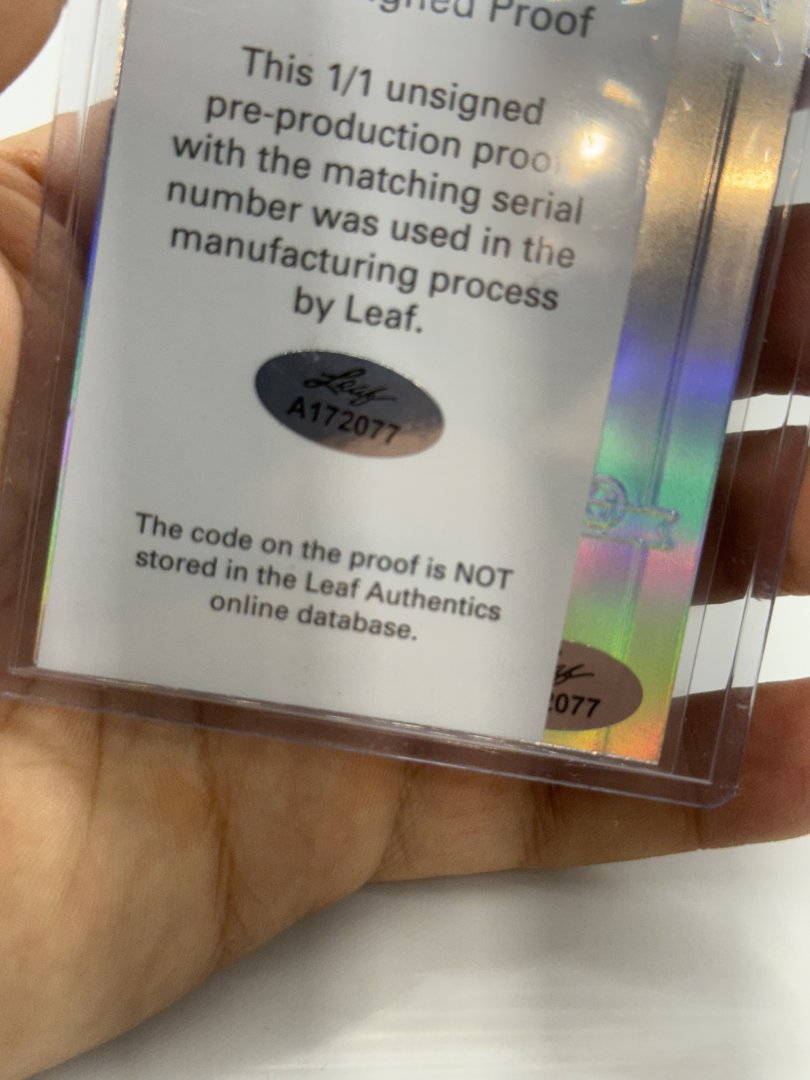 Proof
This 1/1 unsigned
pre-production
with the matching serial
number was used in the
manufacturing process
by Leaf.
Leaf
A172077
The code on the proof is NOT
stored in the Leaf Authentics
online database.
077